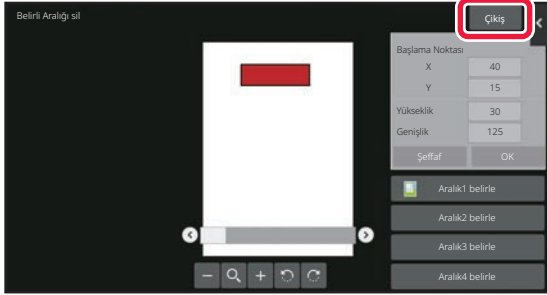 Belirli Aralığı sil
Çikiş
Başlama Noktası
X 40
Y 15
Yükseklik 30
Genişlik 125
Şeffaf OK
Aralık1 belirle
Aralık2 belirle
Aralık3 belirle
Aralık4 belirle